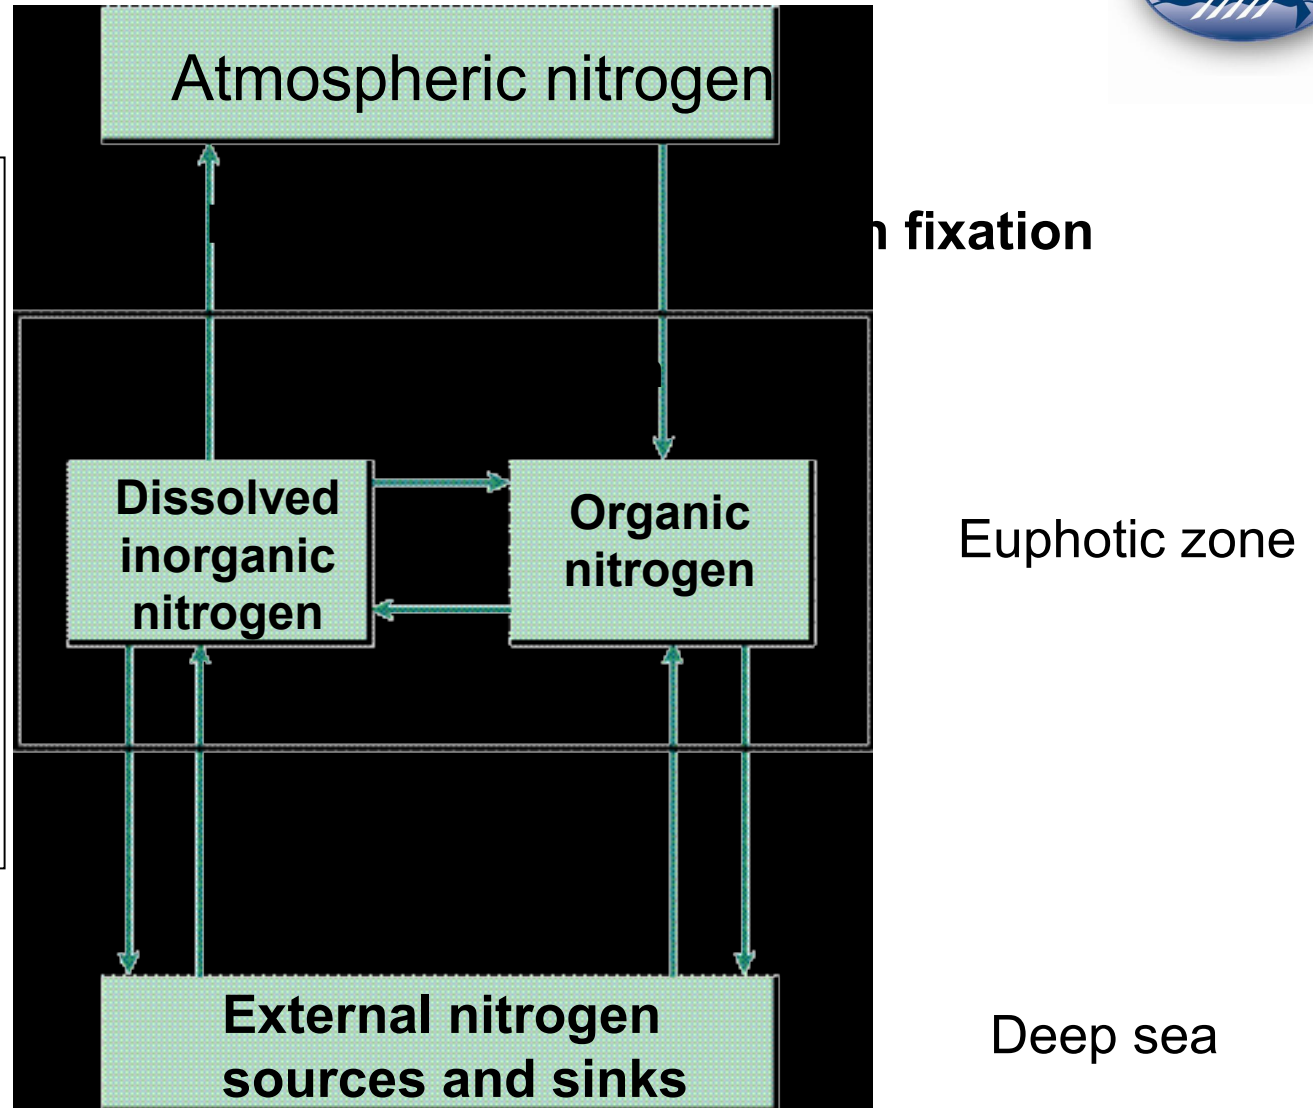 Atmospheric nitrogen
fixation
Dissolved
inorganic
nitrogen
Organic
nitrogen
Euphotic zone
External nitrogen
sources and sinks
Deep sea